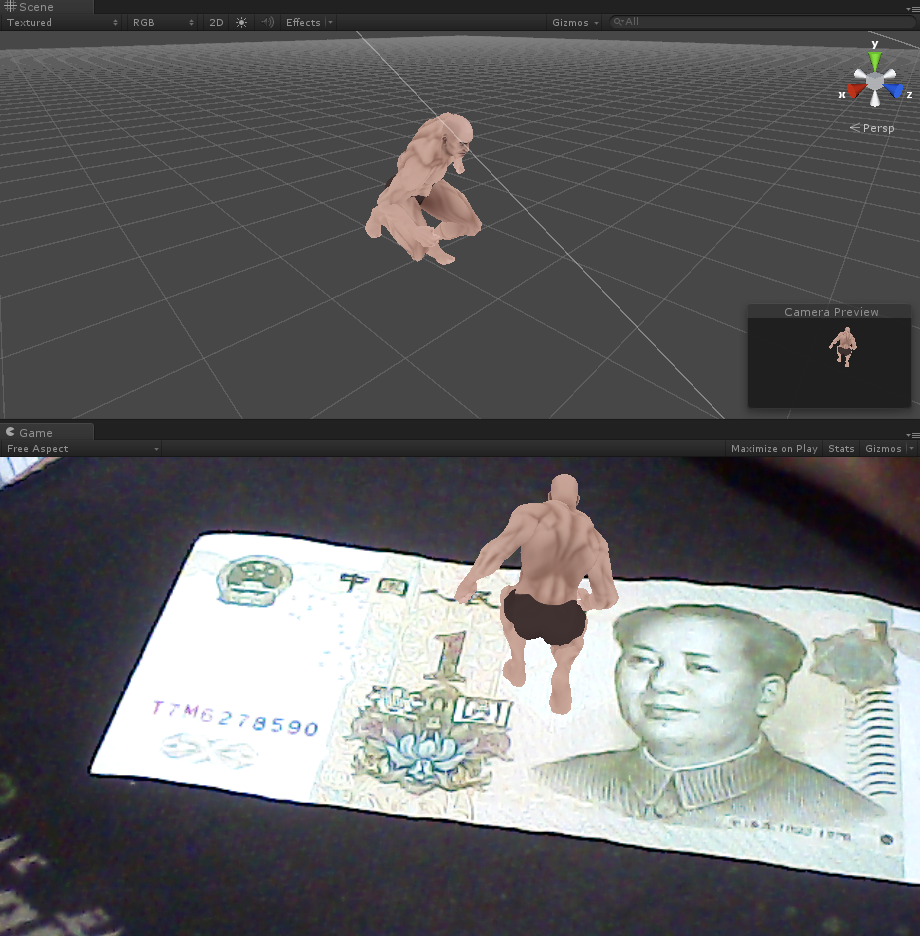 Scene
Textured RGB 2D Effects Gizmos All
y
x z
Persp
Camera Preview
Game
Free Aspect Maximize on Play Stats Gizmos
中国人民
1
T7M6278590